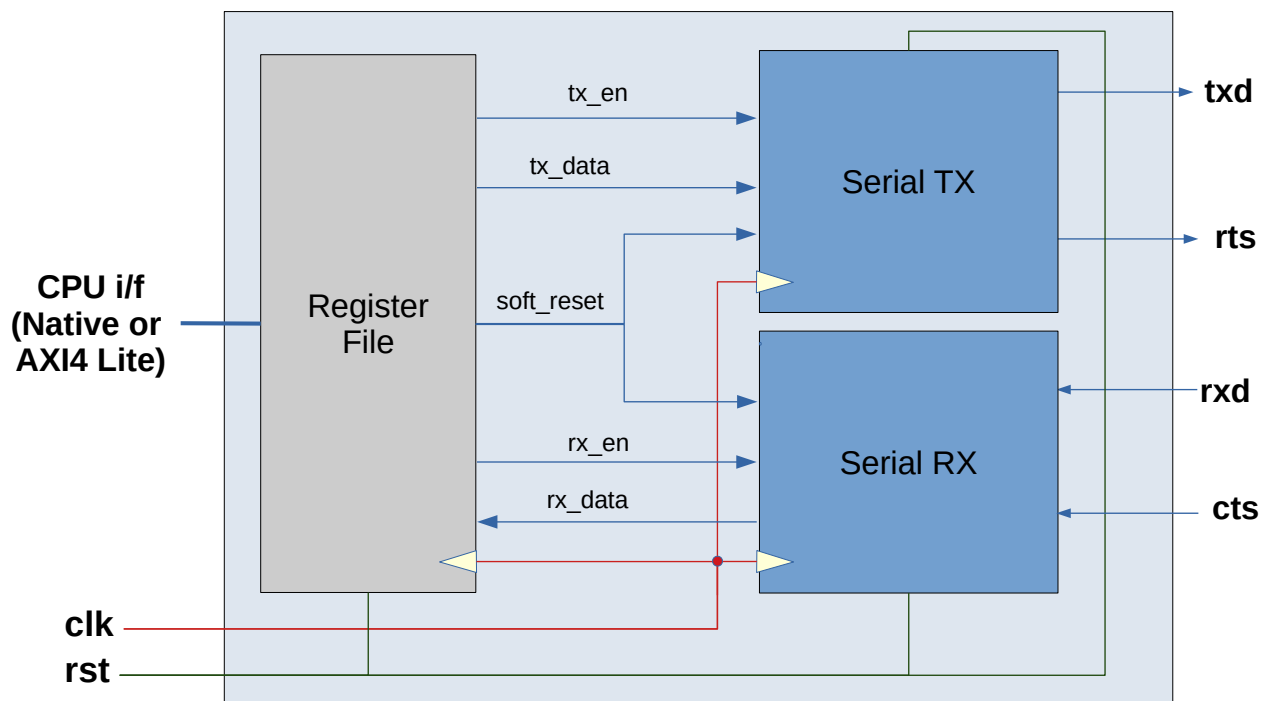 tx_en
txd
tx_data
Serial TX
rts
CPU i/f
(Native or
AXI4 Lite)
Register
File
soft_reset
rxd
rx_en
Serial RX
rx_data
cts
clk
rst